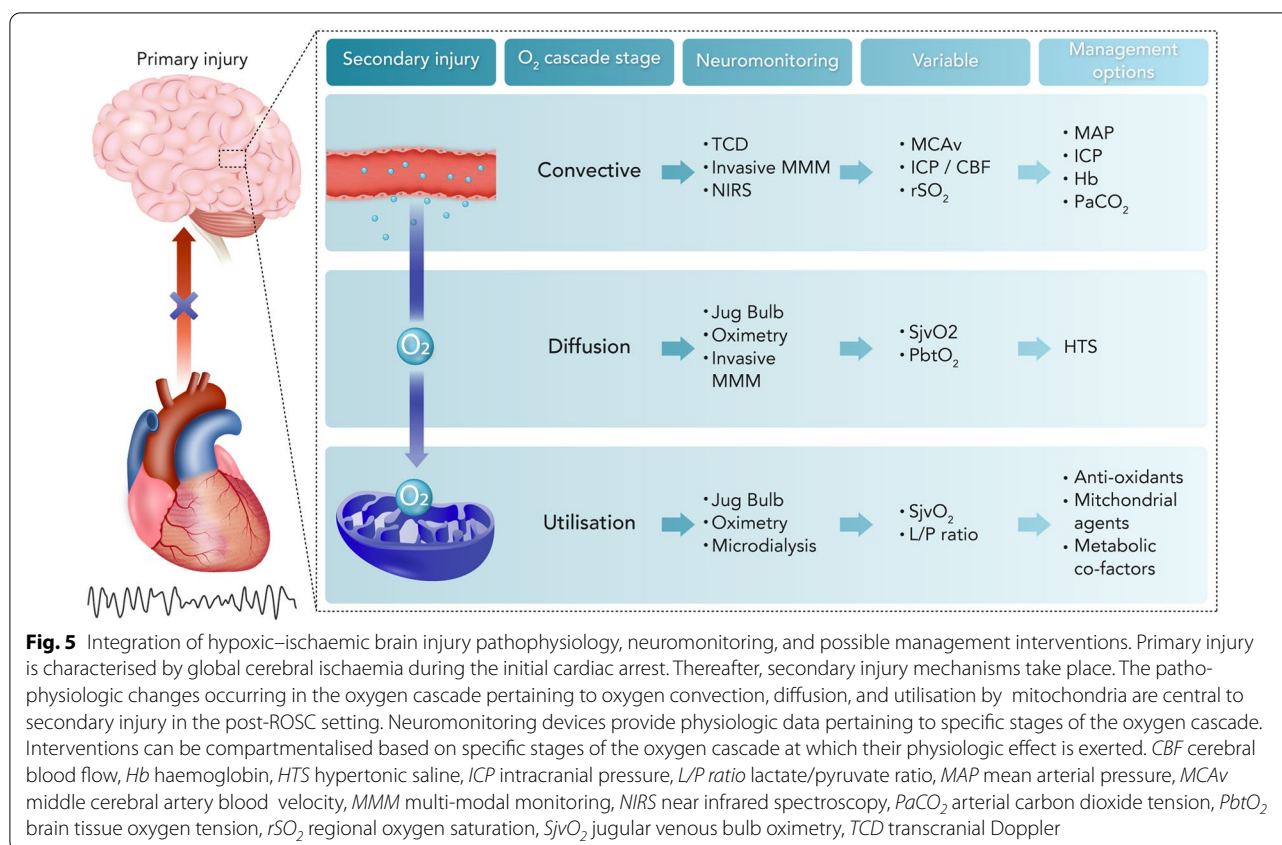 Primary injury
Secondary injury
O₂ cascade stage
Neuromonitoring
Variable
Management
options
Convective
• TCD
• Invasive MMM
• NIRS
• MCAv
• ICP / CBF
• rSO₂
• MAP
• ICP
• Hb
• PaCO₂
O₂
Diffusion
• Jug Bulb
• Oximetry
• Invasive
MMM
• SjvO2
• PbtO₂
HTS
O₂
Utilisation
• Jug Bulb
• Oximetry
• Microdialysis
• SjvO₂
• L/P ratio
• Anti-oxidants
• Mitchondrial
agents
• Metabolic
co-factors
Fig. 5 Integration of hypoxic–ischaemic brain injury pathophysiology, neuromonitoring, and possible management interventions. Primary injury
is characterised by global cerebral ischaemia during the initial cardiac arrest. Thereafter, secondary injury mechanisms take place. The patho-
physiologic changes occurring in the oxygen cascade pertaining to oxygen convection, diffusion, and utilisation by mitochondria are central to
secondary injury in the post-ROSC setting. Neuromonitoring devices provide physiologic data pertaining to specific stages of the oxygen cascade.
Interventions can be compartmentalised based on specific stages of the oxygen cascade at which their physiologic effect is exerted. CBF cerebral
blood flow, Hb haemoglobin, HTS hypertonic saline, ICP intracranial pressure, L/P ratio lactate/pyruvate ratio, MAP mean arterial pressure, MCAv
middle cerebral artery blood velocity, MMM multi-modal monitoring, NIRS near infrared spectroscopy, PaCO₂ arterial carbon dioxide tension, PbtO₂
brain tissue oxygen tension, rSO₂ regional oxygen saturation, SjvO₂ jugular venous bulb oximetry, TCD transcranial Doppler